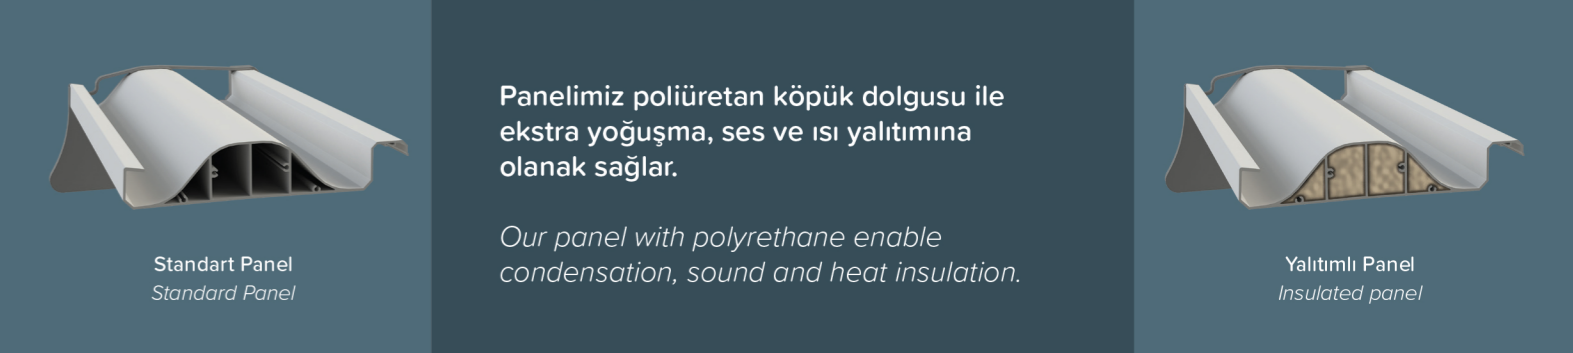 Panelimiz poliüretan köpük dolgusu ile
ekstra yoğuşma, ses ve ısı yalıtımına
olanak sağlar.
Our panel with polyrethane enable
condensation, sound and heat insulation.
Standart Panel
Standard Panel
Yalıtımlı Panel
Insulated panel